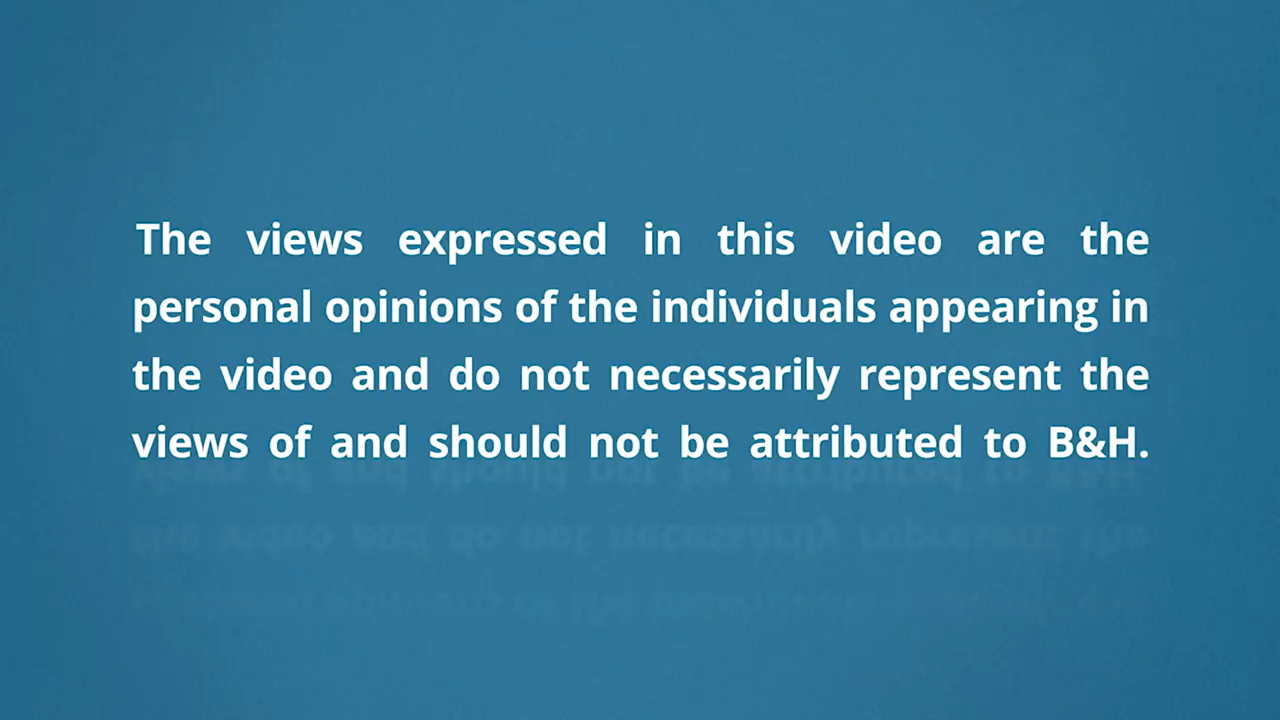 The views expressed in this video are the
personal opinions of the individuals appearing in
the video and do not necessarily represent the
views of and should not be attributed to B&H.